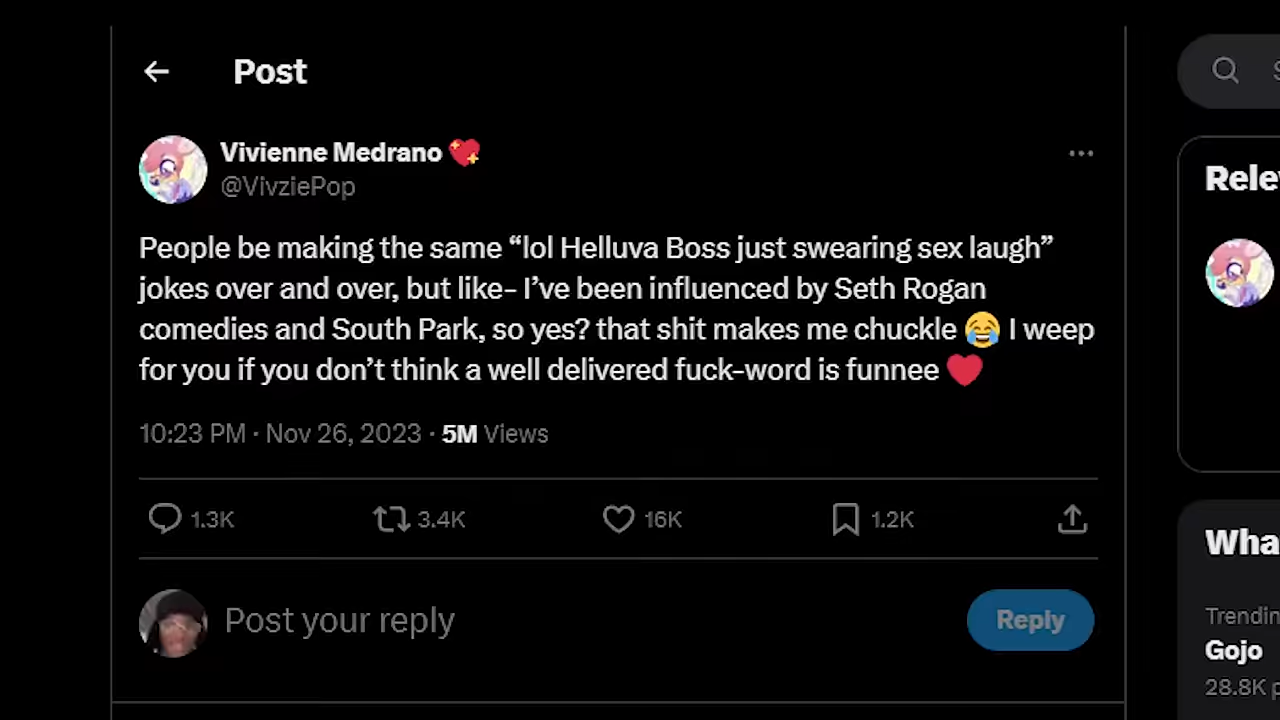 Post
Vivienne Medrano 💖
@VivziePop
People be making the same “lol Helluva Boss just swearing sex laugh”
jokes over and over, but like- I’ve been influenced by Seth Rogan
comedies and South Park, so yes? that shit makes me chuckle 😂 I weep
for you if you don’t think a well delivered fuck-word is funnee ❤️
10:23 PM · Nov 26, 2023 · 5M Views
1.3K 3.4K 16K 1.2K
Post your reply
Reply
Rele
Wha
Trendin
Gojo
28.8K p